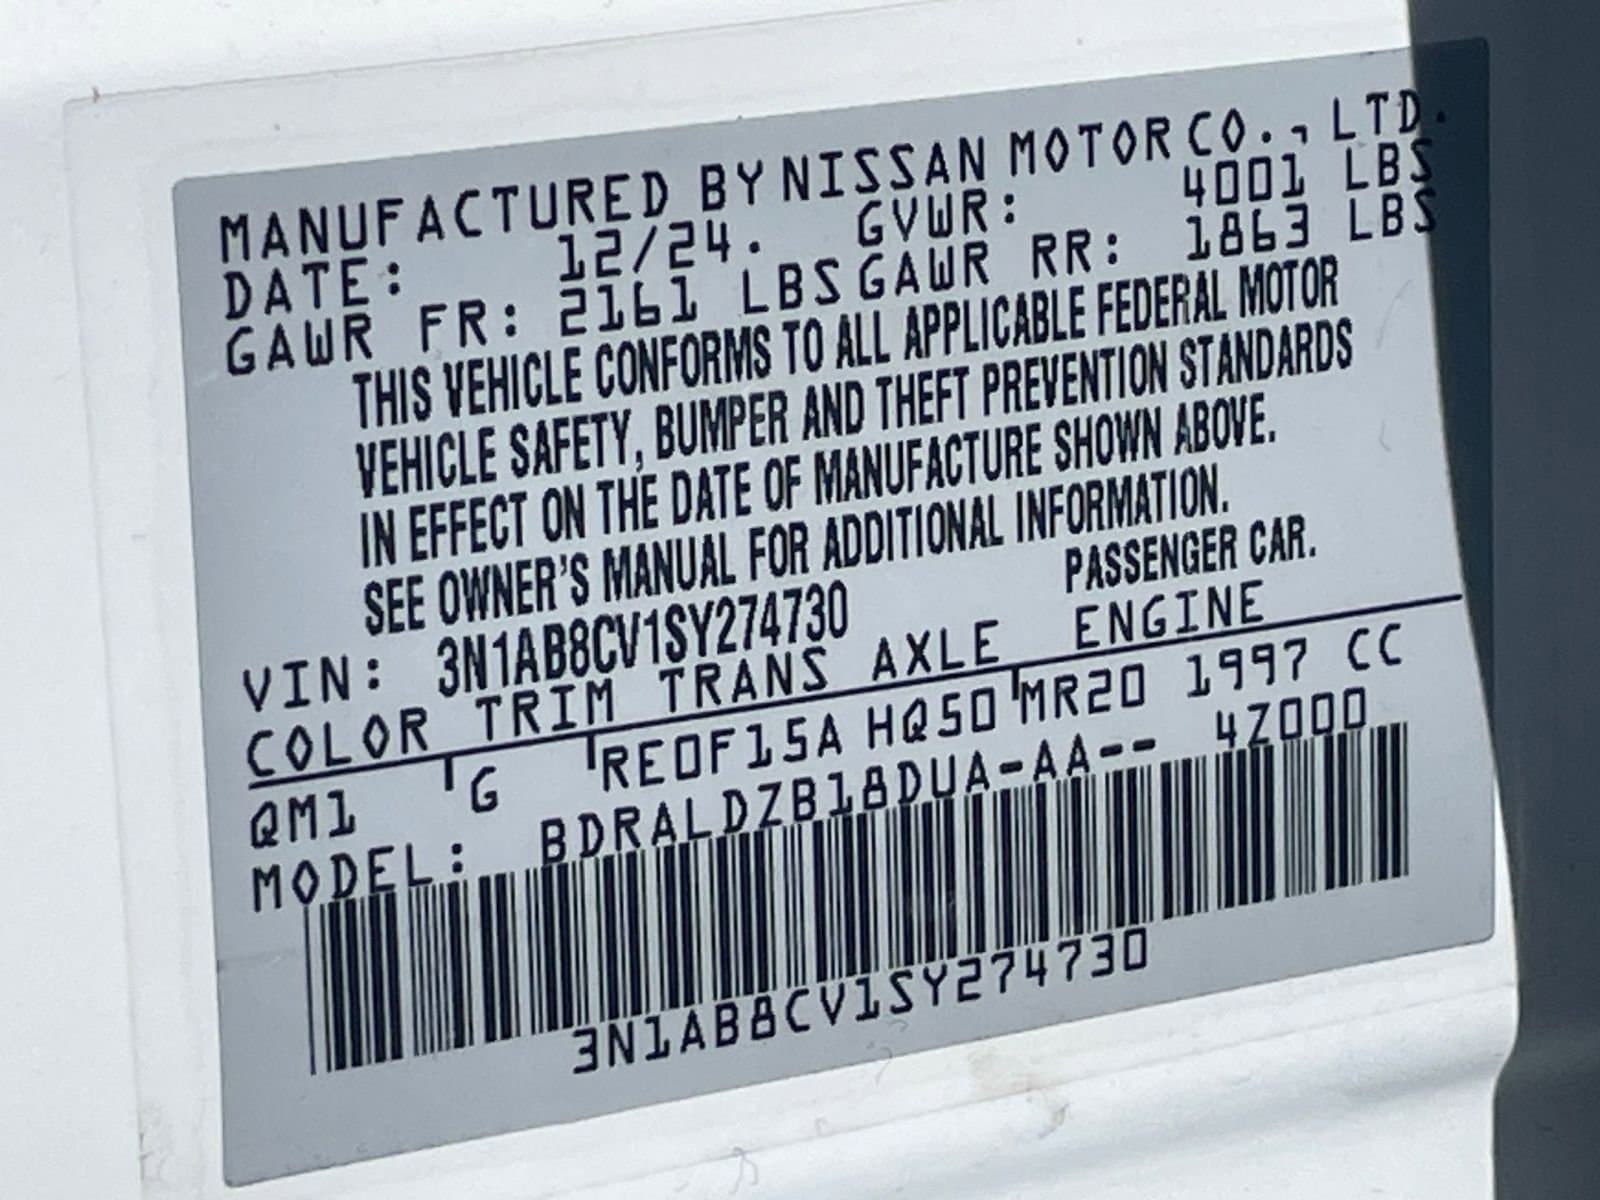 MANUFACTURED BY NISSAN MOTOR CO., LTD.
DATE: 12/24. GVWR: 4001 LBS
GAWR FR: 2161 LBS GAWR RR: 1863 LBS
THIS VEHICLE CONFORMS TO ALL APPLICABLE FEDERAL MOTOR
VEHICLE SAFETY, BUMPER AND THEFT PREVENTION STANDARDS
IN EFFECT ON THE DATE OF MANUFACTURE SHOWN ABOVE.
SEE OWNER'S MANUAL FOR ADDITIONAL INFORMATION.
VIN: 3N1AB8CV1SY274730 PASSENGER CAR.
COLOR TRIM TRANS AXLE ENGINE
QM1 G RE0F15A HQ50 MR20 1997 CC
MODEL: BDRALDZB18DUA-AA-- 4Z000
3N1AB8CV1SY274730